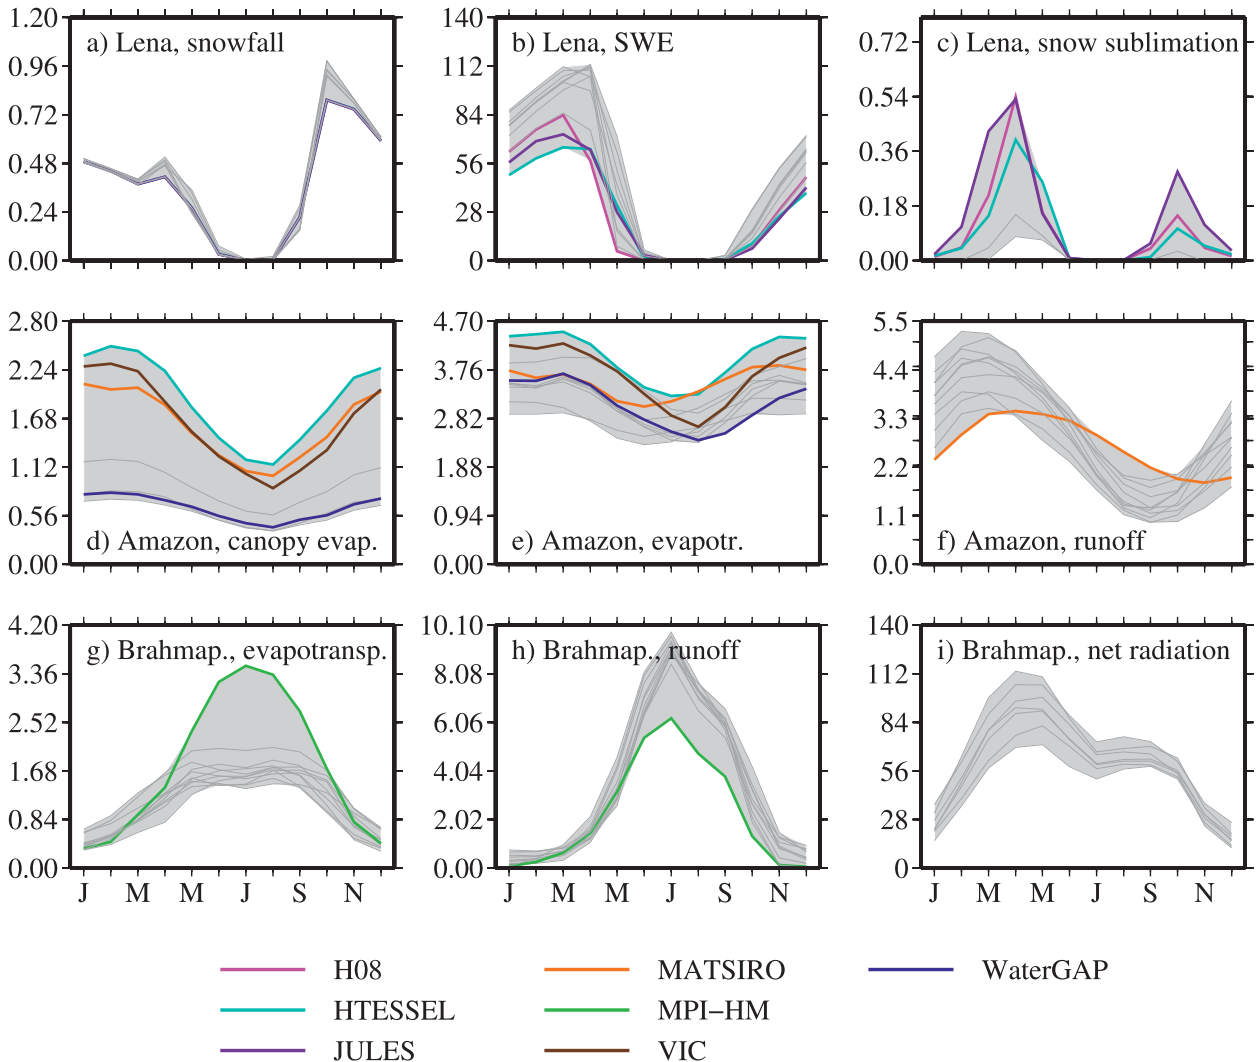 a) Lena, snowfall
1.20
0.96
0.72
0.48
0.24
0.00
b) Lena, SWE
140
112
84
56
28
0
c) Lena, snow sublimation
0.72
0.54
0.36
0.18
0.00
d) Amazon, canopy evap.
2.80
2.24
1.68
1.12
0.56
0.00
e) Amazon, evapotr.
4.70
3.76
2.82
1.88
0.94
0.00
f) Amazon, runoff
5.5
4.4
3.3
2.2
1.1
0.0
g) Brahmap., evapotransp.
4.20
3.36
2.52
1.68
0.84
0.00
J M M J S N
h) Brahmap., runoff
10.10
8.08
6.06
4.04
2.02
0.00
J M M J S N
i) Brahmap., net radiation
140
112
84
56
28
0
J M M J S N
H08
MATSIRO
WaterGAP
HTESSEL
MPI−HM
JULES
VIC